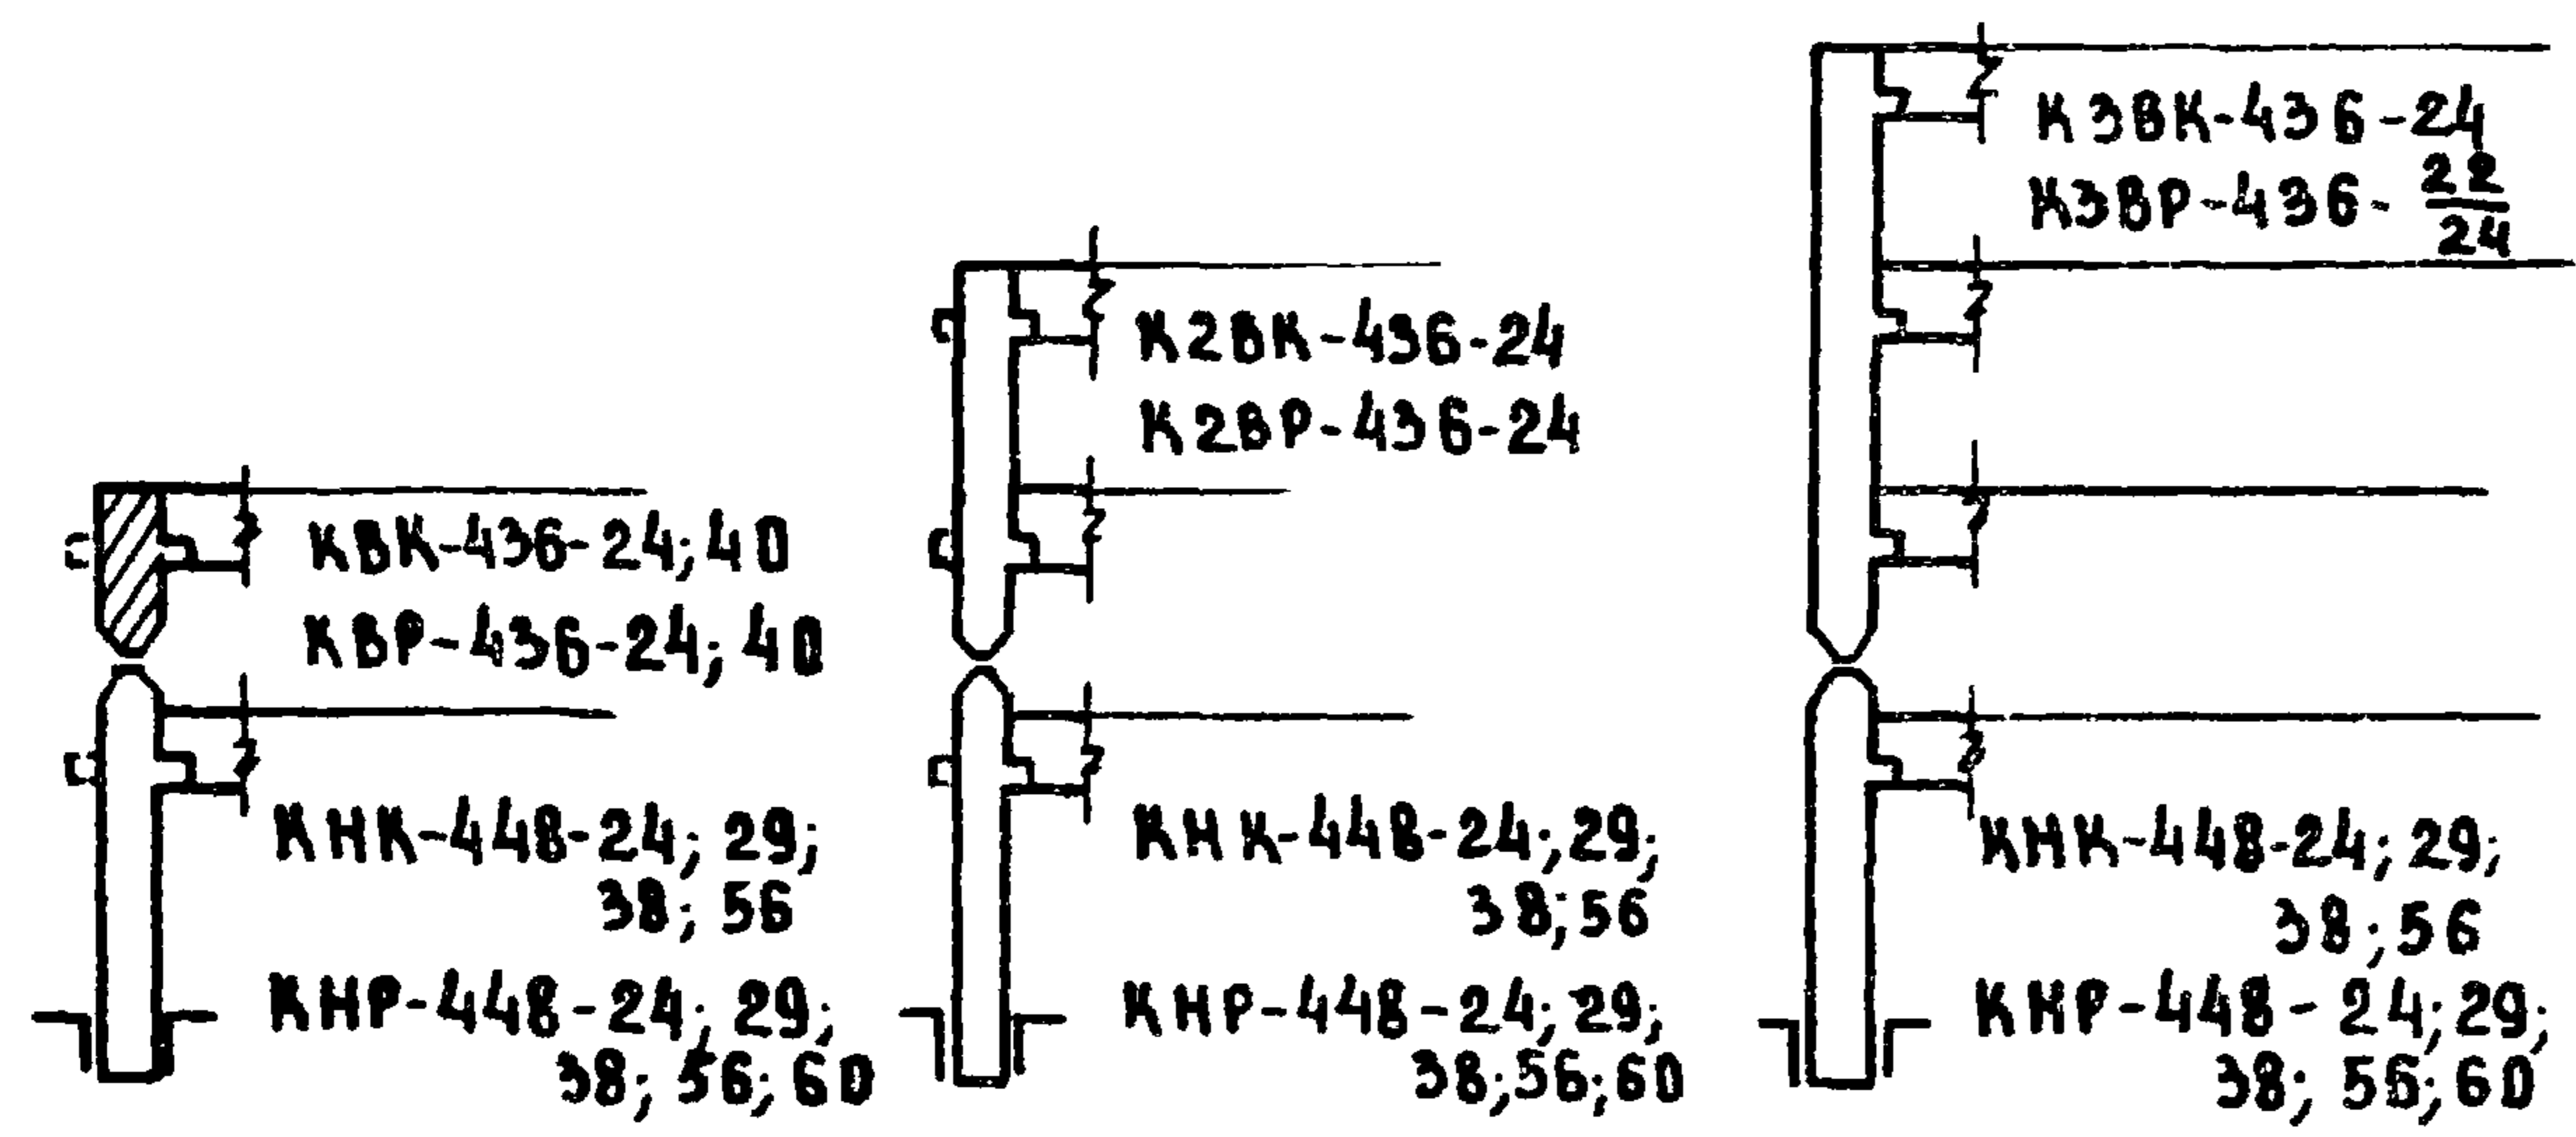 КВК-436-24; 40
КВР-436-24; 40
КНК-448-24; 29;
38; 56
КНР-448-24; 29;
38; 56; 60
К2ВК-436-24
К2ВР-436-24
КНК-448-24; 29;
38; 56
КНР-448-24; 29;
38; 56; 60
К3ВК-436-24
К3ВР-436-22/24
КНК-448-24; 29;
38; 56
КНР-448-24; 29;
38; 56; 60